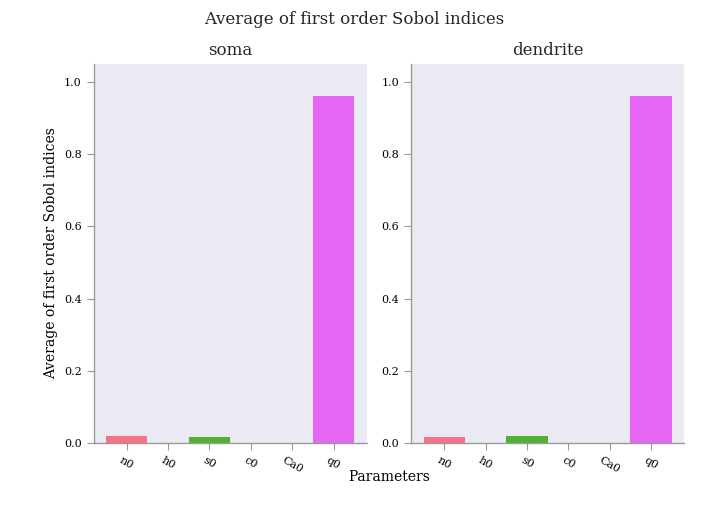 Average of first order Sobol indices
soma
dendrite
Average of first order Sobol indices
1.0
0.8
0.6
0.4
0.2
0.0
n0 h0 s0 c0 Ca0 q0
1.0
0.8
0.6
0.4
0.2
0.0
n0 h0 s0 c0 Ca0 q0
Parameters